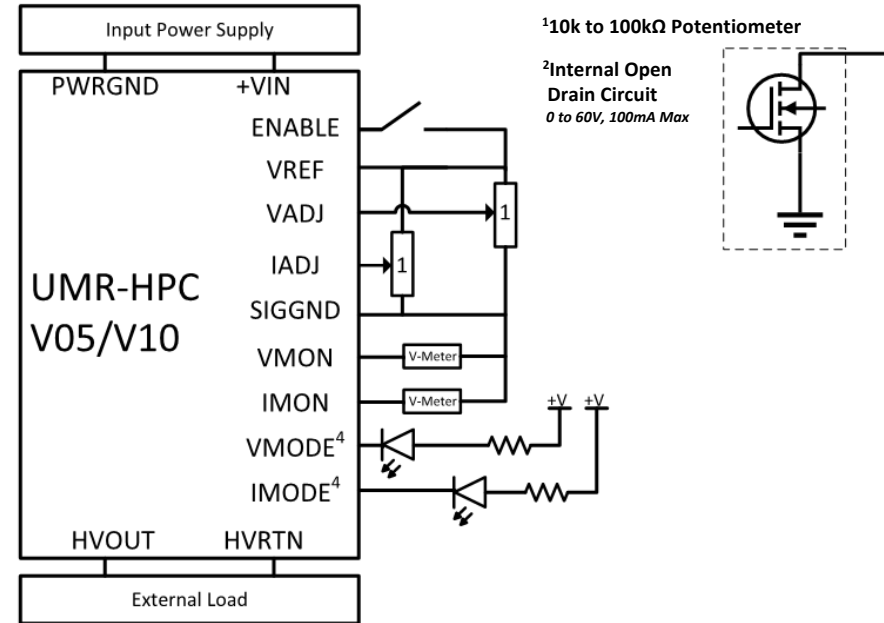 Input Power Supply
¹10k to 100kΩ Potentiometer
²Internal Open
Drain Circuit
0 to 60V, 100mA Max
PWRGND +VIN
ENABLE
VREF
VADJ
1
IADJ
1
UMR-HPC
V05/V10
SIGGND
VMON
V-Meter
IMON
V-Meter
+V +V
VMODE⁴
IMODE⁴
HVOUT HVRTN
External Load